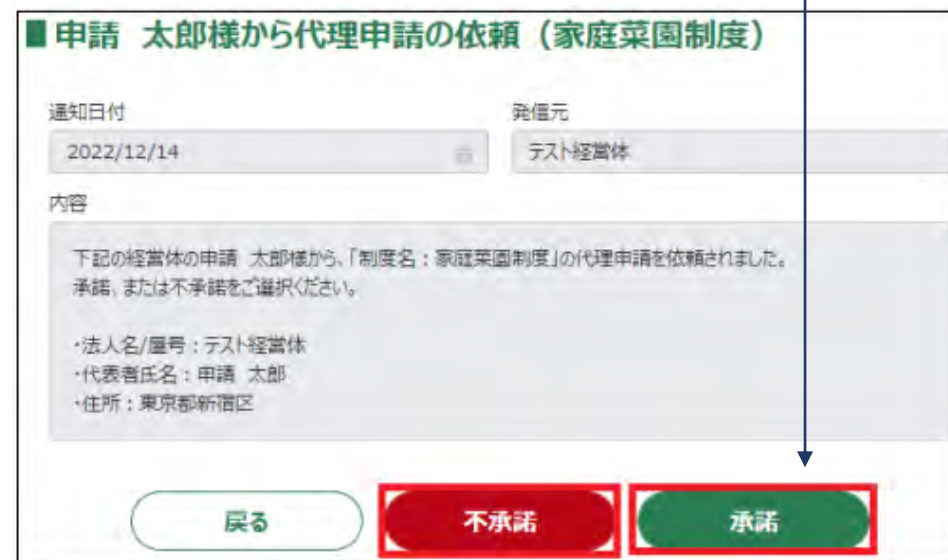 ■申請 太郎様から代理申請の依頼（家庭菜園制度）
通知日付
発信元
2022/12/14
テスト経営体
内容
下記の経営体の申請 太郎様から、「制度名：家庭菜園制度」の代理申請を依頼されました。
承諾、または不承諾をご選択ください。
・法人名/屋号：テスト経営体
・代表者氏名：申請 太郎
・住所：東京都新宿区
戻る
不承諾
承諾